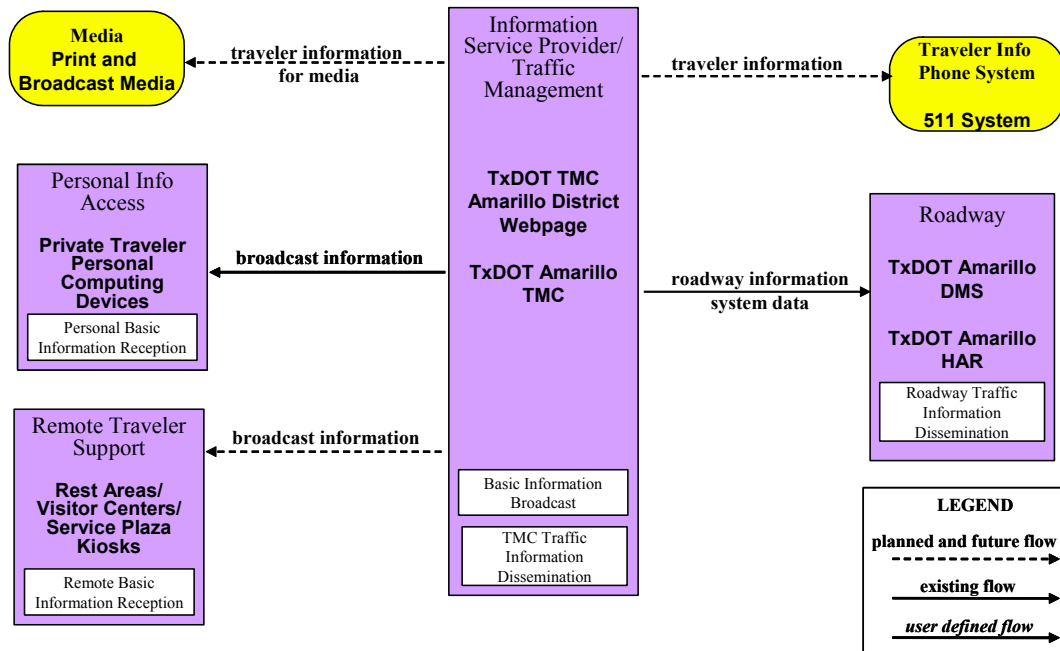 Media
Print and
Broadcast Media
traveler information
for media
Information
Service Provider/
Traffic
Management
TxDOT TMC
Amarillo District
Webpage
TxDOT Amarillo
TMC
Basic Information
Broadcast
TMC Traffic
Information
Dissemination
traveler information
Traveler Info
Phone System
511 System
Personal Info
Access
Private Traveler
Personal
Computing
Devices
Personal Basic
Information Reception
broadcast information
roadway information
system data
Roadway
TxDOT Amarillo
DMS
TxDOT Amarillo
HAR
Roadway Traffic
Information
Dissemination
Remote Traveler
Support
Rest Areas/
Visitor Centers/
Service Plaza
Kiosks
Remote Basic
Information Reception
broadcast information
LEGEND
planned and future flow
existing flow
user defined flow